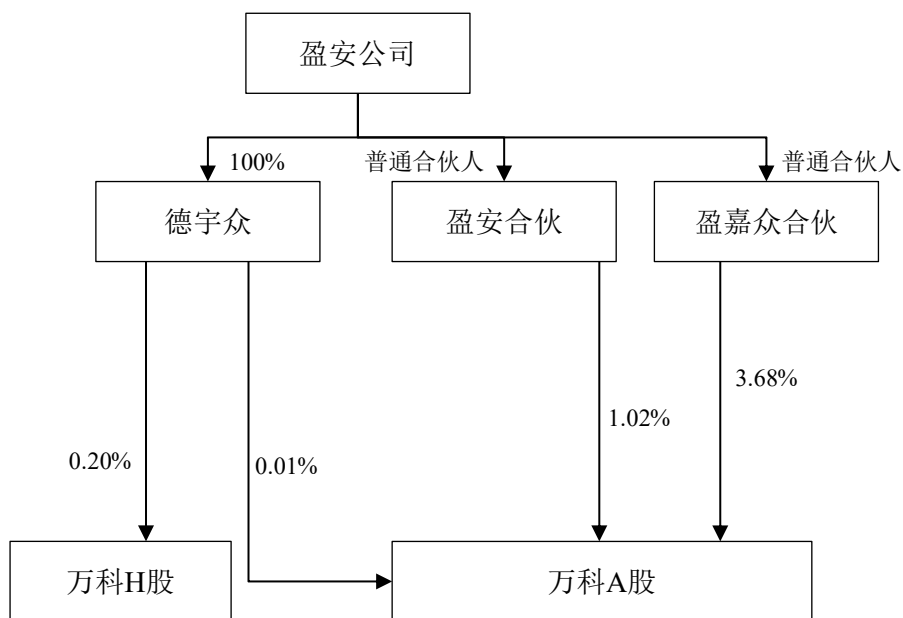 盈安公司
100%
普通合伙人
普通合伙人
德宇众
盈安合伙
盈嘉众合伙
3.68%
1.02%
0.20%
0.01%
万科H股
万科A股